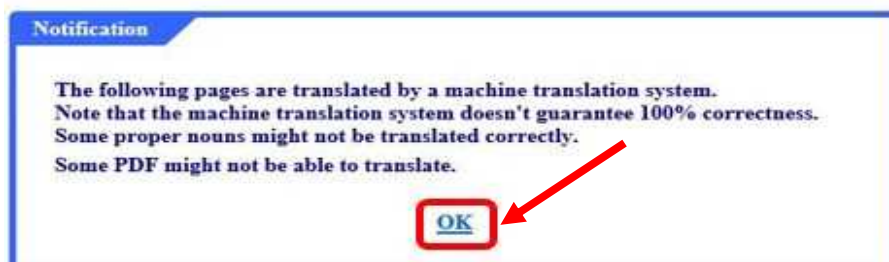 Notification
The following pages are translated by a machine translation system.
Note that the machine translation system doesn't guarantee 100% correctness.
Some proper nouns might not be translated correctly.
Some PDF might not be able to translate.
OK